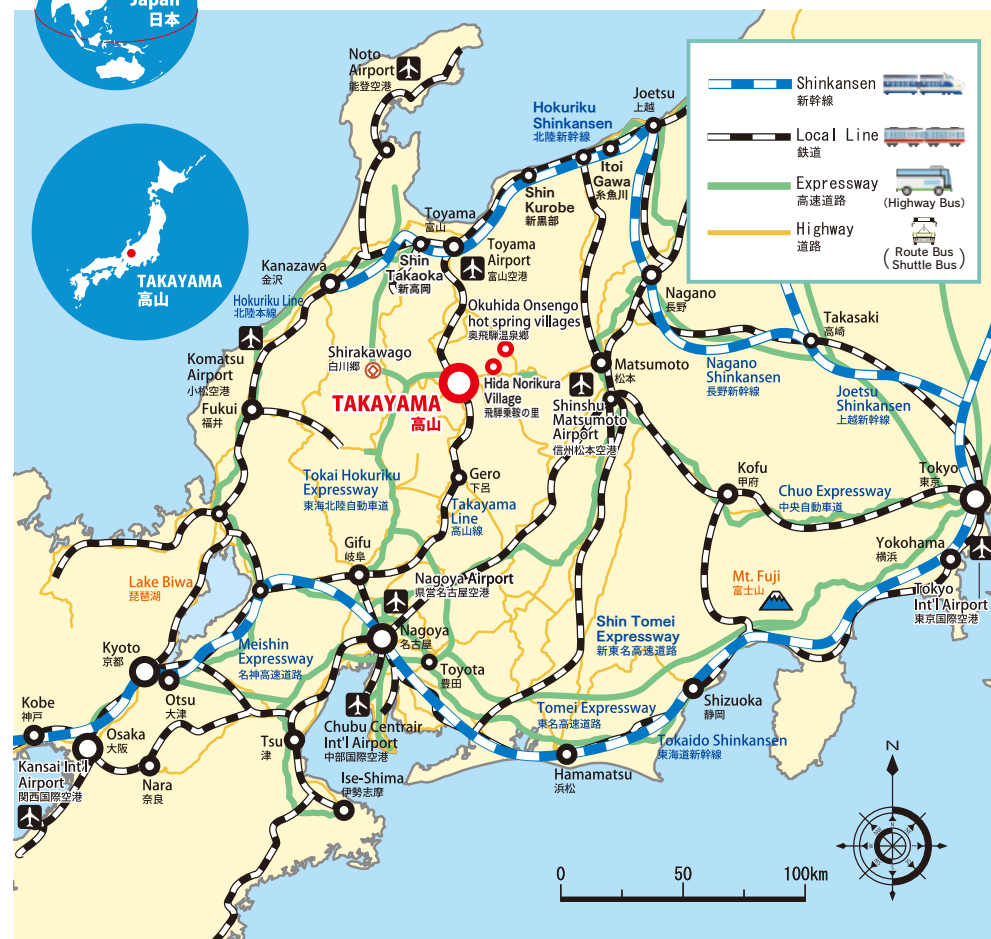 Japan
日本
TAKAYAMA
高山
Shinkansen
新幹線
Local Line
鉄道
Expressway
高速道路
(Highway Bus)
Highway
道路
(Route Bus
Shuttle Bus)
Noto
Airport
能登空港
Joetsu
上越
Hokuriku
Shinkansen
北陸新幹線
Itoi
Gawa
糸魚川
Shin
Kurobe
新黒部
Toyama
富山
Toyama
Airport
富山空港
Shin
Takaoka
新高岡
Kanazawa
金沢
Hokuriku Line
北陸本線
Nagano
長野
Takasaki
高崎
Okuhida Onsengo
hot spring villages
奥飛騨温泉郷
Komatsu
Airport
小松空港
Shirakawago
白川郷
Matsumoto
松本
Nagano
Shinkansen
長野新幹線
Joetsu
Shinkansen
上越新幹線
TAKAYAMA
高山
Hida Norikura
Village
飛騨乗鞍の里
Shinshu
Matsumoto
Airport
信州松本空港
Fukui
福井
Tokai Hokuriku
Expressway
東海北陸自動車道
Gero
下呂
Takayama
Line
高山線
Kofu
甲府
Chuo Expressway
中央自動車道
Tokyo
東京
Yokohama
横浜
Gifu
岐阜
Nagoya Airport
県営名古屋空港
Lake Biwa
琵琶湖
Mt. Fuji
富士山
Tokyo
Int'l Airport
東京国際空港
Nagoya
名古屋
Shin Tomei
Expressway
新東名高速道路
Kyoto
京都
Meishin
Expressway
名神高速道路
Toyota
豊田
Otsu
大津
Kobe
神戸
Shizuoka
静岡
Tomei Expressway
東名高速道路
Osaka
大阪
Tsu
津
Chubu Centrair
Int'l Airport
中部国際空港
Tokaido Shinkansen
東海道新幹線
Kansai Int'l
Airport
関西国際空港
Nara
奈良
Ise-Shima
伊勢志摩
Hamamatsu
浜松
N
0 50 100km